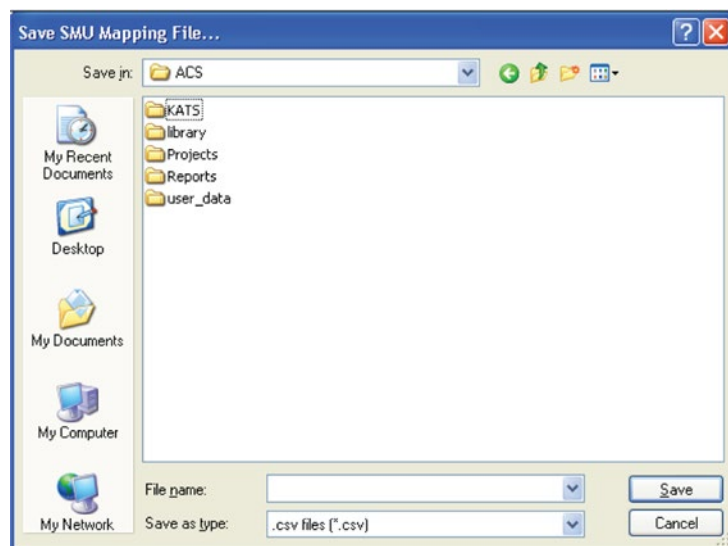 Save SMU Mapping File...
Save in:
ACS
My Recent
Documents
Desktop
My Documents
My Computer
My Network
KATS
library
Projects
Reports
user_data
File name:
Save
Save as type:
.csv files (*.csv)
Cancel